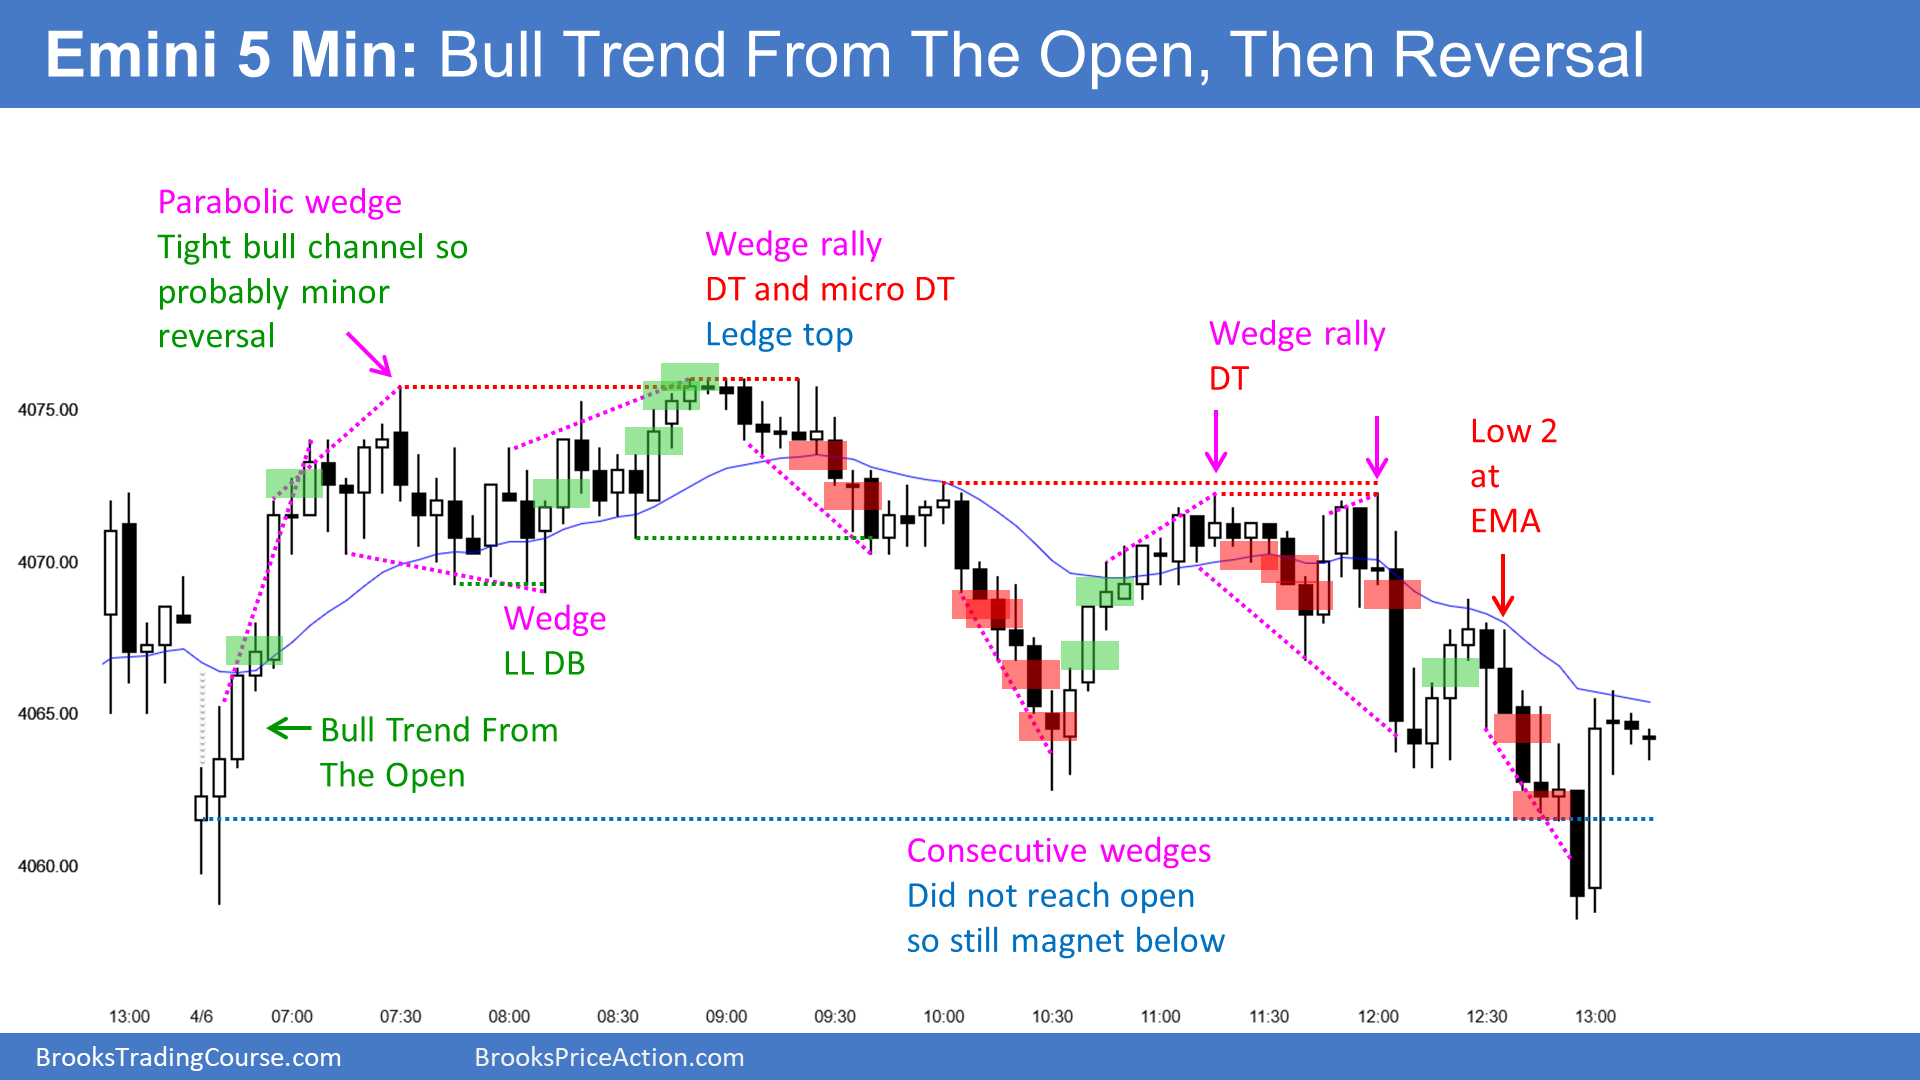 Emini 5 Min: Bull Trend From The Open, Then Reversal
Parabolic wedge
Tight bull channel so
probably minor
reversal
Wedge rally
DT and micro DT
Ledge top
Wedge rally
DT
Low 2
at
EMA
4075.00
4070.00
4065.00
4060.00
Wedge
LL DB
Bull Trend From
The Open
Consecutive wedges
Did not reach open
so still magnet below
13:00 4/6 07:00 07:30 08:00 08:30 09:00 09:30 10:00 10:30 11:00 11:30 12:00 12:30 13:00
BrooksTradingCourse.com BrooksPriceAction.com